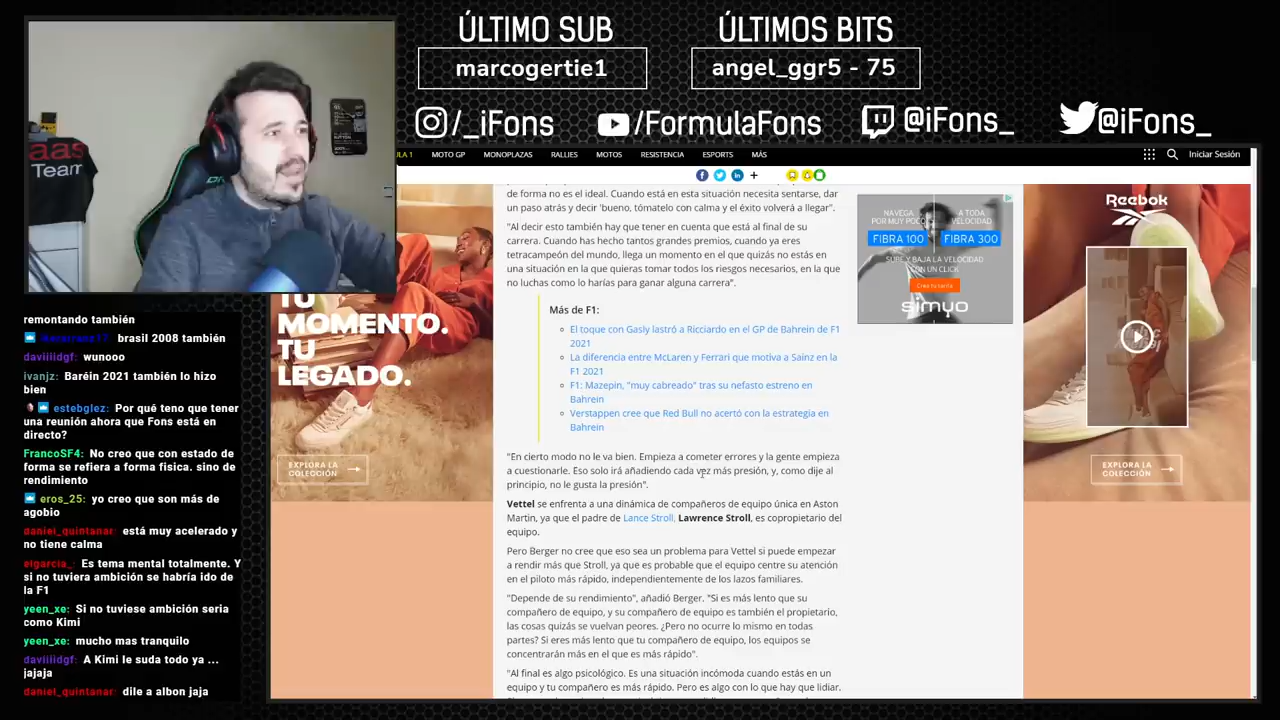 ÚLTIMO SUB
marcogertie1
ÚLTIMOS BITS
angel_ggr5 - 75
/_iFons
/FormulaFons
@iFons_
@iFons_
aas
Team
ULA 1 MOTO GP MONOPLAZAS RALLIES MOTOS RESISTENCIA ESPORTS MÁS
Iniciar Sesión
de forma no es el ideal. Cuando está en esta situación necesita
dar
un paso atrás y decir 'bueno, tómatelo con calma y el éxito volverá a llegar".
"Al decir esto también hay que tener en cuenta que está al final de su
carrera. Cuando has hecho tantos grandes premios, cuando ya eres
tetracampeón del mundo, llega un momento en el que quizás no estás en
una situación en la que quieras tomar todos los riesgos necesarios, en la que
no luchas como lo harías para ganar alguna carrera".
Más de F1:
El toque con Gasly lastró a Ricciardo en el GP de Bahrein de F1
2021
La diferencia entre McLaren y Ferrari que motiva a Sainz en la
F1 2021
F1: Mazepin, "muy cabreado" tras su nefasto estreno en
Bahrein
Verstappen cree que Red Bull no acertó con la estrategia en
Bahrein
"En cierto modo no le va bien. Empieza a cometer errores y la gente empieza
a cuestionarle. Eso solo irá añadiendo cada vez más presión, y, como dije al
principio, no le gusta la presión".
Vettel se enfrenta a una dinámica de compañeros de equipo única en Aston
Martin, ya que el padre de Lance Stroll, Lawrence Stroll, es copropietario del
equipo.
Pero Berger no cree que eso sea un problema para Vettel si puede empezar
a rendir más que Stroll, ya que es probable que el equipo centre su atención
en el piloto más rápido, independientemente de los lazos familiares.
"Depende de su rendimiento", añadió Berger. "Si es más lento que su
compañero de equipo, y su compañero de equipo es también el propietario,
las cosas quizás se vuelvan peores. ¿Pero no ocurre lo mismo en todas
partes? Si eres más lento que tu compañero de equipo, los equipos se
concentrarán más en el que es más rápido".
"Al final es algo psicológico. Es una situación incómoda cuando estás en un
equipo y tu compañero es más rápido. Pero es algo con lo que hay que lidiar.
NAVEGA
POR MUY POCO
A TODA
VELOCIDAD
FIBRA 100
FIBRA 300
SUBE Y BAJA LA VELOCIDAD
CON UN CLICK
simyo
Reebok
EXPLORA LA
COLECCIÓN
TU
MOMENTO.
TU
LEGADO.
EXPLORA LA
COLECCIÓN
remontando también
brasil 2008 también
daviiiidgf: wunooo
ivanjz: Baréin 2021 también lo hizo
bien
estebglez: Por qué teno que tener
una reunión ahora que Fons está en
directo?
FrancoSF4: No creo que con estado de
forma se refiera a forma fisica. sino de
rendimiento
eros_25: yo creo que son más de
agobio
daniel_quintanar: está muy acelerado y
no tiene calma
elgarcia_: Es tema mental totalmente. Y
si no tuviera ambición se habría ido de
la F1
yeen_xe: Si no tuviese ambición seria
como Kimi
yeen_xe: mucho mas tranquilo
daviiiidgf: A Kimi le suda todo ya ...
jajaja
daniel_quintanar: dile a albon jaja